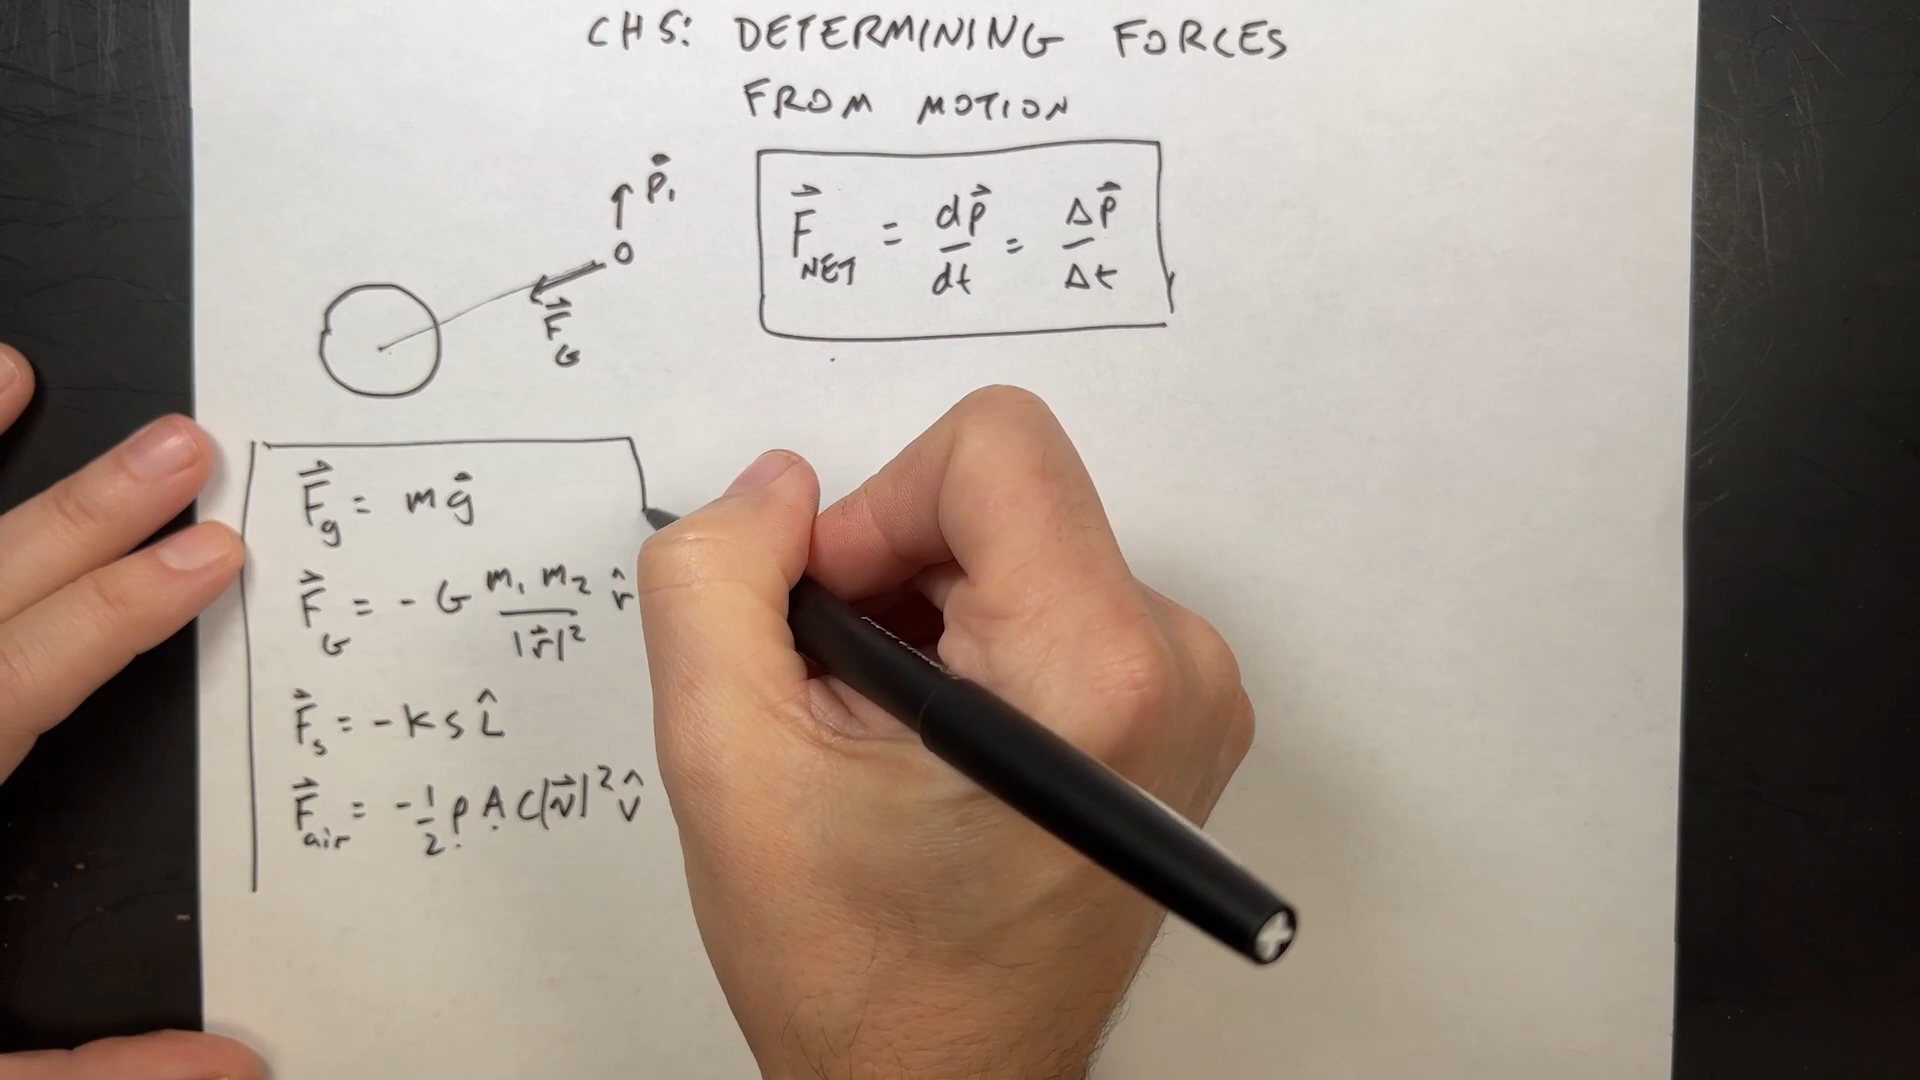 CH5: DETERMINING FORCES
FROM MOTION
p⃗₁
F⃗_NET = dp⃗/dt = Δp⃗/Δt
F⃗_G
F⃗_g = mg⃗
F⃗_G = -G m₁ m₂/|r⃗|² r̂
F⃗_s = -k s L̂
F⃗_air = -1/2 ρ A C|v⃗|² v̂